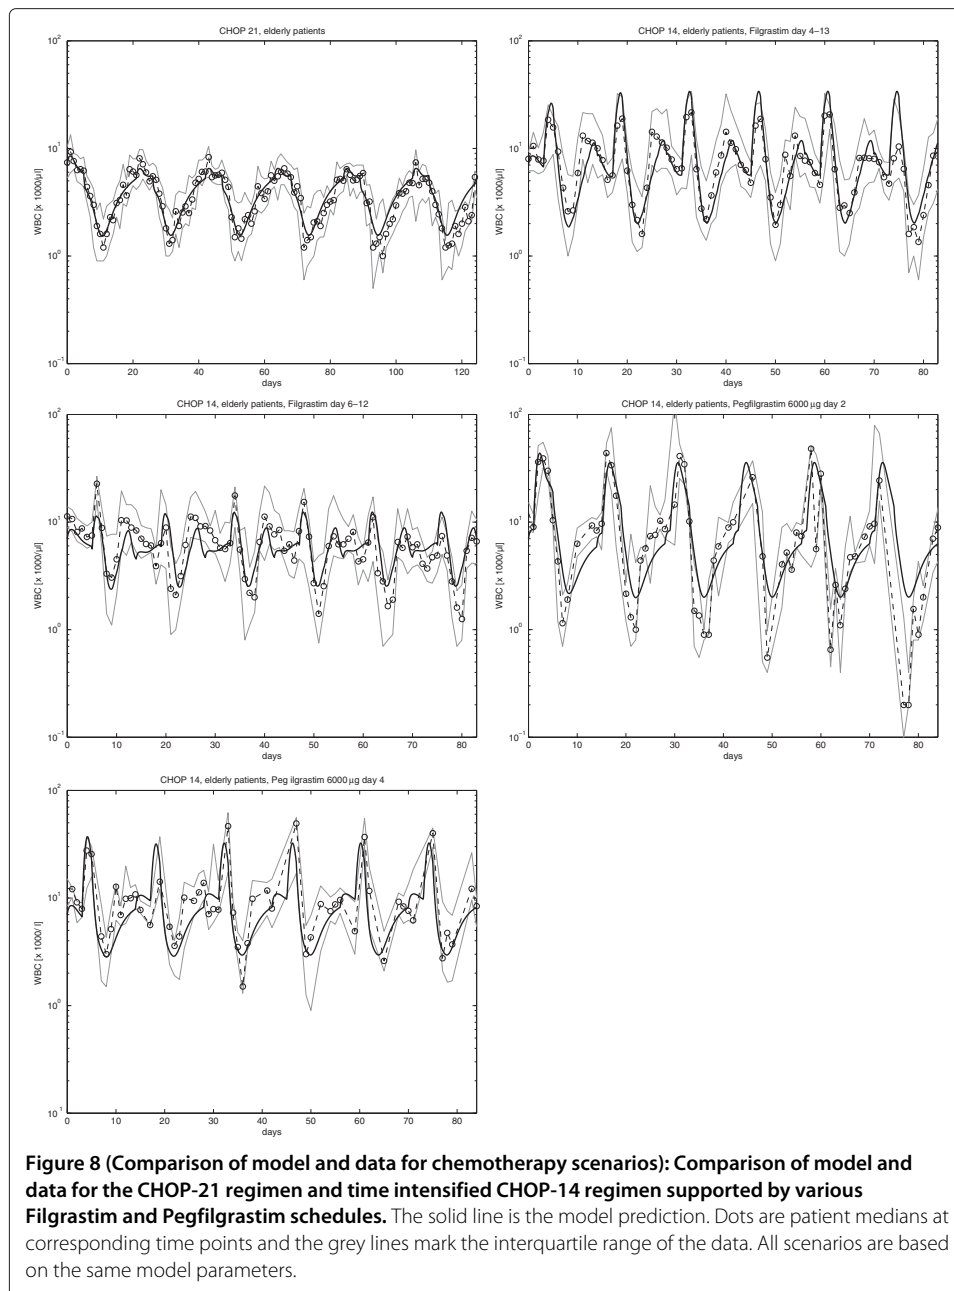 CHOP 21, elderly patients
10^2
10^1
10^0
10^-1
WBC [x 1000/µl]
0 20 40 60 80 100 120
days
CHOP 14, elderly patients, Filgrastim day 4–13
10^2
10^1
10^0
10^-1
WBC [x 1000/µl]
0 10 20 30 40 50 60 70 80
days
CHOP 14, elderly patients, Filgrastim day 6–12
10^2
10^1
10^0
10^-1
WBC [x 1000/µl]
0 10 20 30 40 50 60 70 80
days
CHOP 14, elderly patients, Pegfilgrastim 6000 µg day 2
10^2
10^1
10^0
10^-1
WBC [x 1000/µl]
0 10 20 30 40 50 60 70 80
days
CHOP 14, elderly patients, Peg ilgrastim 6000 µg day 4
10^2
10^1
10^0
10^1
WBC [x 1000/ l]
0 10 20 30 40 50 60 70 80
days
Figure 8 (Comparison of model and data for chemotherapy scenarios): Comparison of model and
data for the CHOP-21 regimen and time intensified CHOP-14 regimen supported by various
Filgrastim and Pegfilgrastim schedules. The solid line is the model prediction. Dots are patient medians at
corresponding time points and the grey lines mark the interquartile range of the data. All scenarios are based
on the same model parameters.